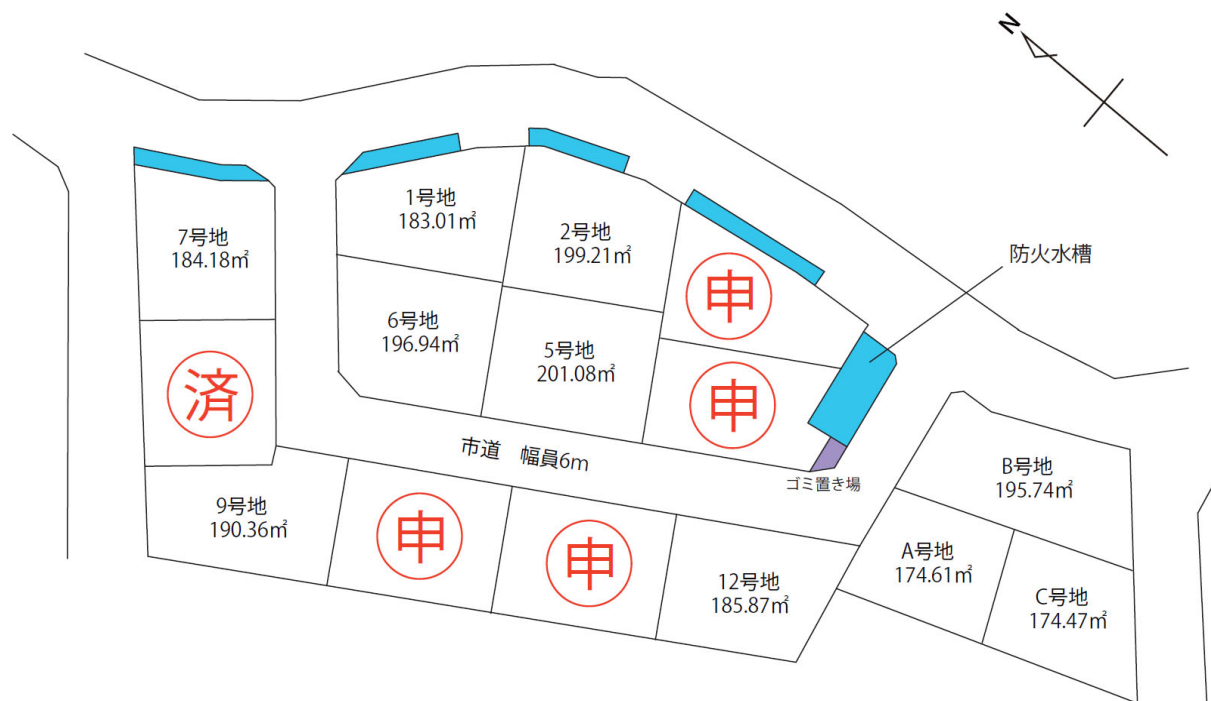 N
防火水槽
1号地
183.01㎡
2号地
199.21㎡
7号地
184.18㎡
申
6号地
196.94㎡
5号地
201.08㎡
済
申
市道　幅員6m
ゴミ置き場
B号地
195.74㎡
9号地
190.36㎡
申
申
12号地
185.87㎡
A号地
174.61㎡
C号地
174.47㎡